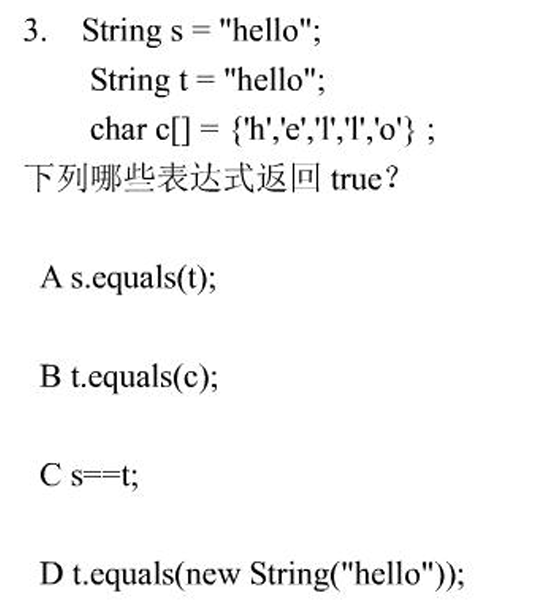 3. String s = "hello";
String t = "hello";
char c[] = {'h','e','l','l','o'} ;
下列哪些表达式返回 true?
A s.equals(t);
B t.equals(c);
C s==t;
D t.equals(new String("hello"));